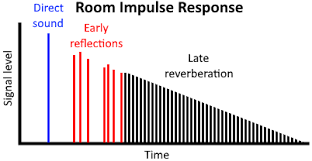 Room Impulse Response
Direct
sound
Early
reflections
Late
reverberation
Signal level
Time